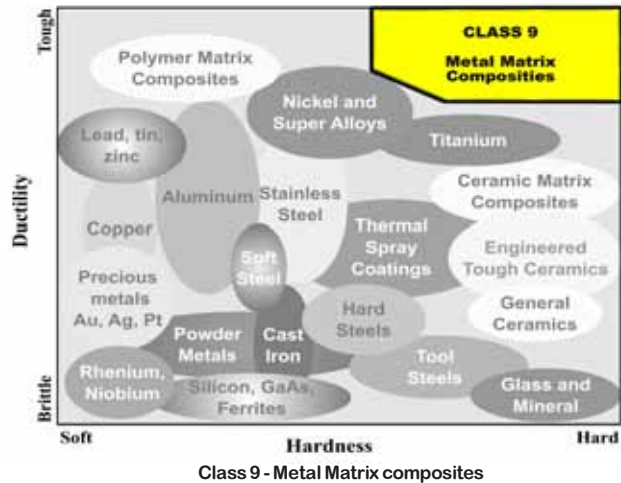 Tough
CLASS 9
Metal Matrix
Composities
Polymer Matrix
Composites
Nickel and
Super Alloys
Lead, tin,
zinc
Titanium
Ceramic Matrix
Composites
Aluminum
Stainless
Steel
Ductility
Copper
Thermal
Spray
Coatings
Engineered
Tough Ceramics
Soft
Steel
Precious
metals
Au, Ag, Pt
Hard
Steels
General
Ceramics
Powder
Metals
Cast
Iron
Tool
Steels
Rhenium,
Niobium
Silicon, GaAs,
Ferrites
Glass and
Mineral
Brittle
Soft
Hardness
Hard
Class 9 - Metal Matrix composites